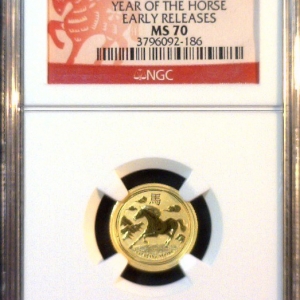 YEAR OF THE HORSE
EARLY RELEASES
MS 70
3796092-186
NGC
馬